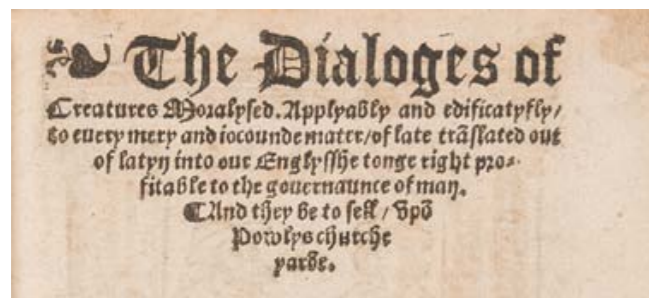 ❧ The Dialoges of
Creatures Moralysed. Applyably and edificatyfly/
to euery mery and iocounde mater/of late trãslated out
of latyn into our Englysshe tonge right pro⸗
fitable to the gouernaunce of man.
¶And they be to sell/ vpõ
Powlys churche
yarde.